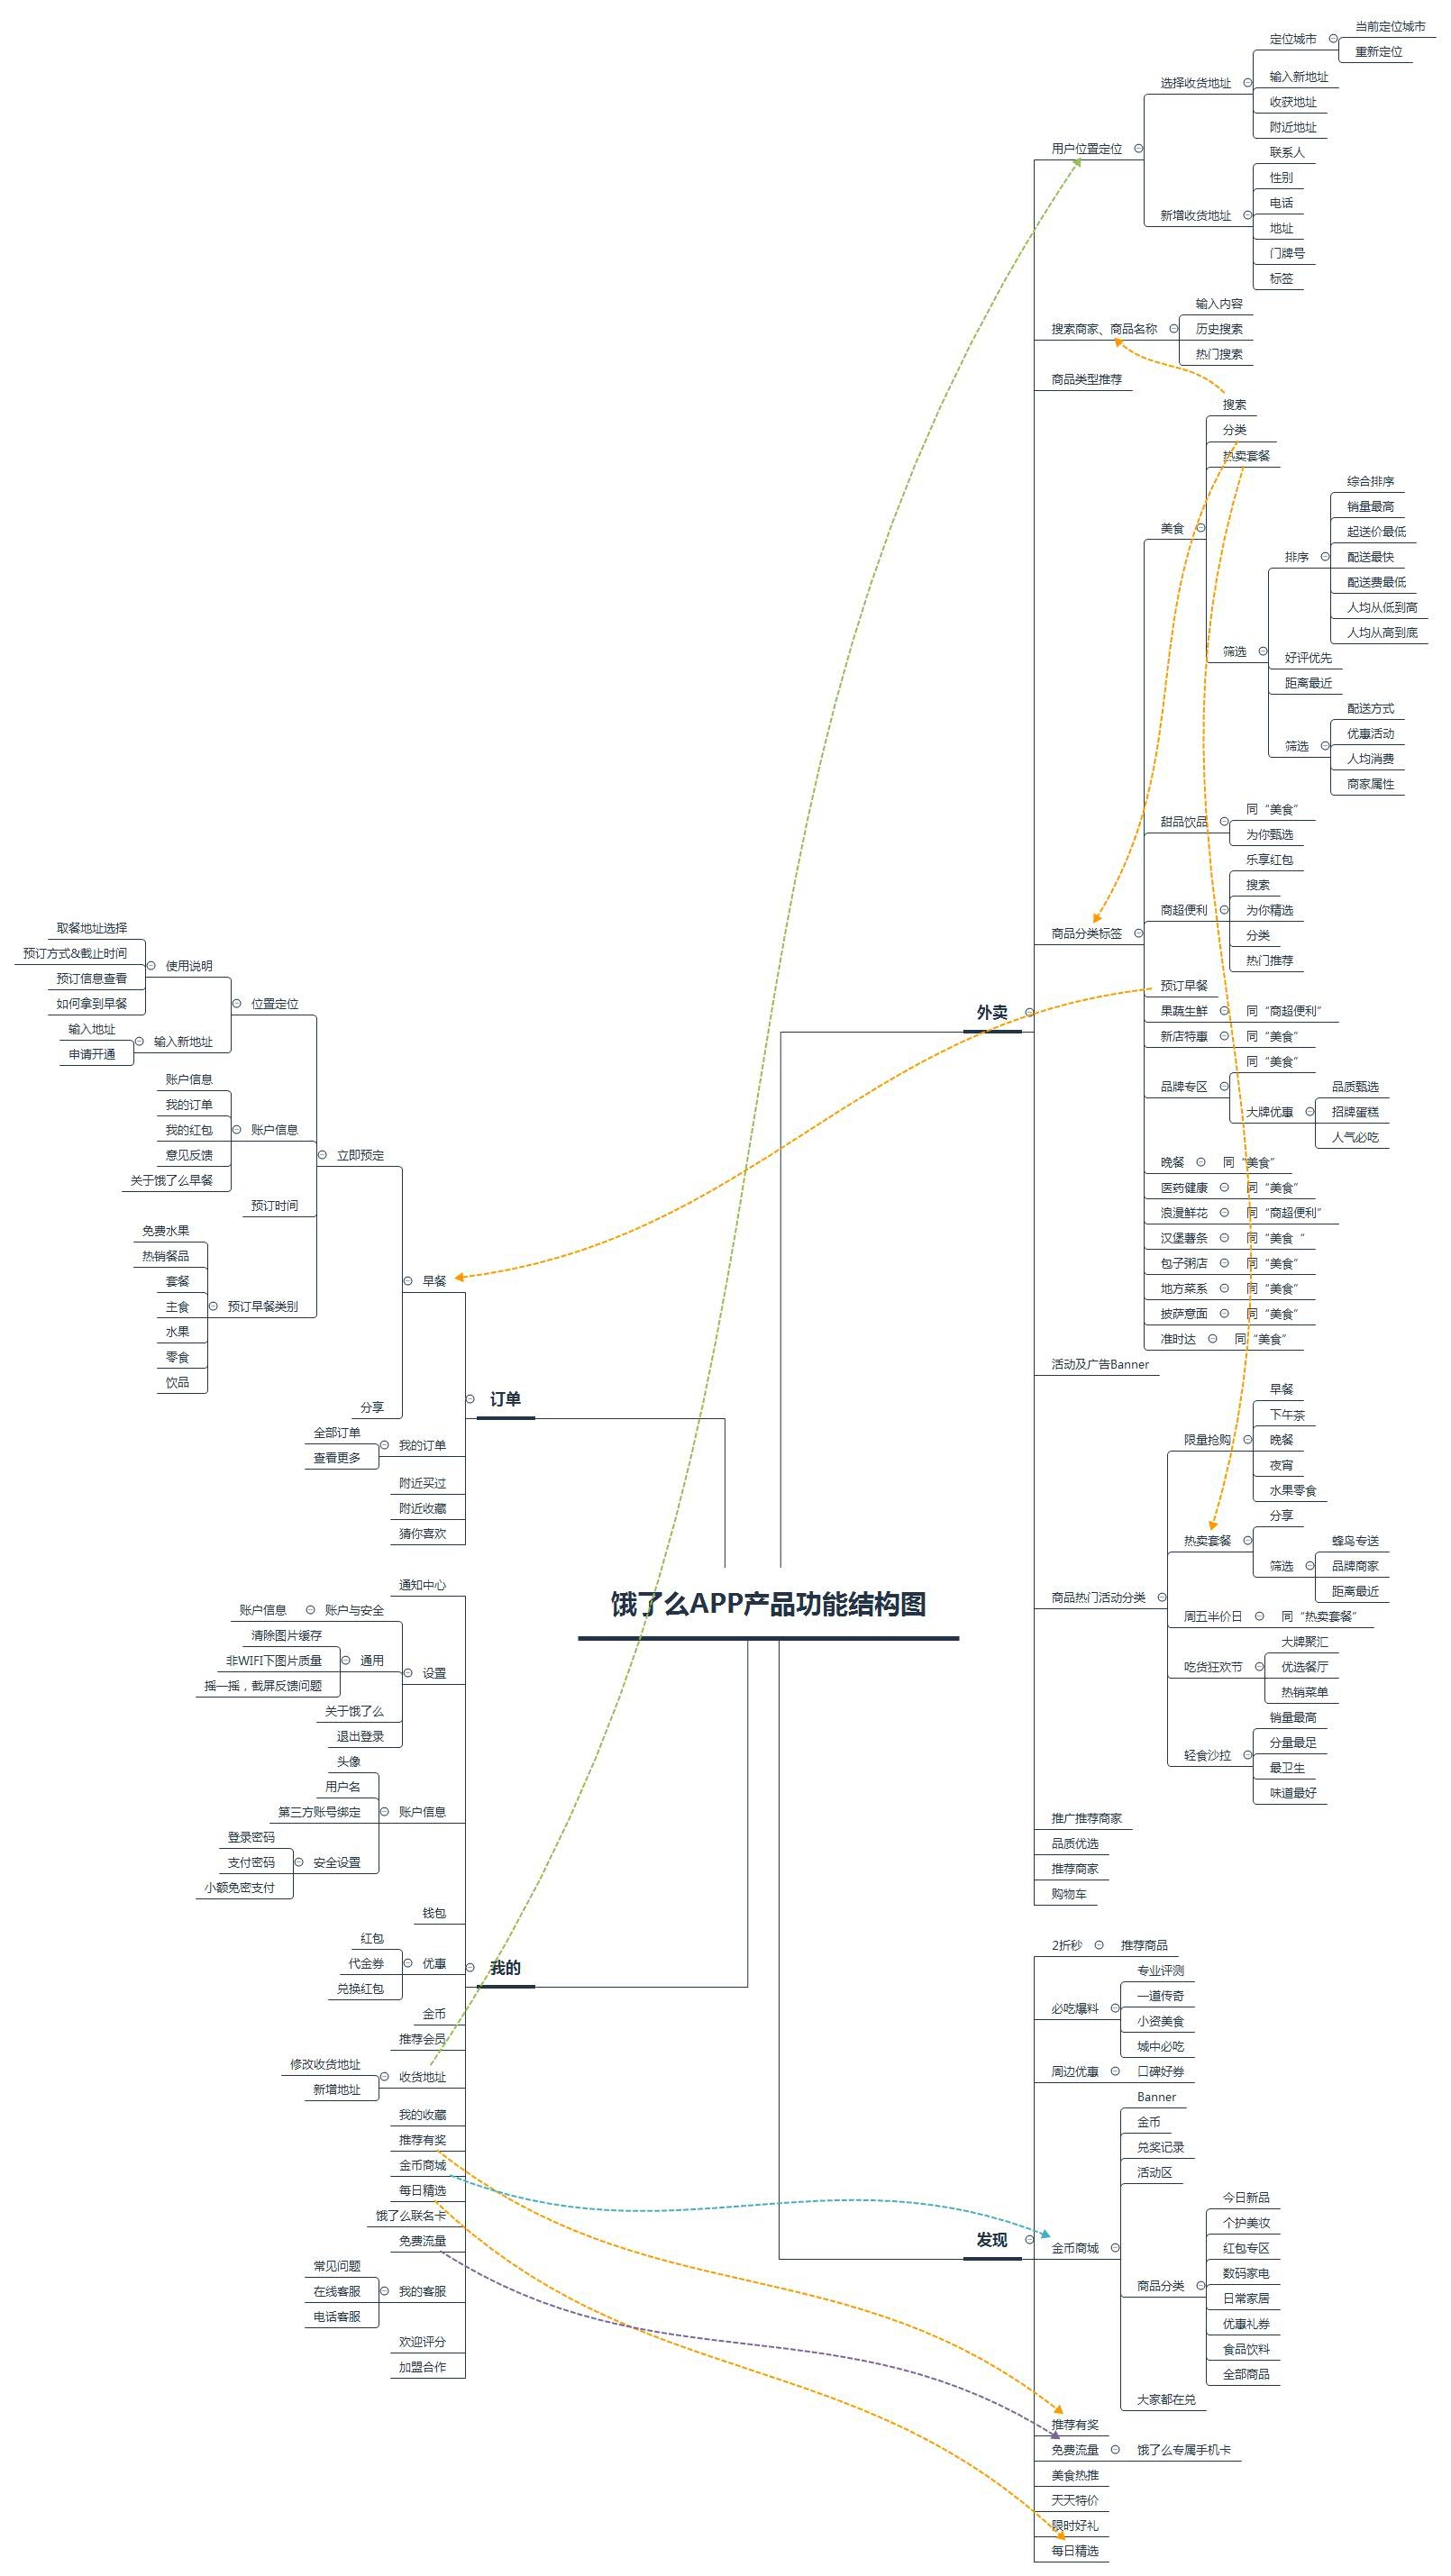 饿了么APP产品功能结构图
外卖
用户位置定位
选择收货地址
定位城市
当前定位城市
重新定位
输入新地址
收获地址
附近地址
新增收货地址
联系人
性别
电话
地址
门牌号
标签
搜索商家、商品名称
输入内容
历史搜索
热门搜索
商品类型推荐
商品分类标签
美食
搜索
分类
热卖套餐
筛选
排序
综合排序
销量最高
起送价最低
配送最快
配送费最低
人均从低到高
人均从高到底
好评优先
距离最近
筛选
配送方式
优惠活动
人均消费
商家属性
甜品饮品
同“美食”
为你甄选
商超便利
乐享红包
搜索
为你精选
分类
热门推荐
预订早餐
果蔬生鲜
同“商超便利”
新店特惠
同“美食”
品牌专区
同“美食”
大牌优惠
品质甄选
招牌蛋糕
人气必吃
晚餐
同“美食”
医药健康
同“美食”
浪漫鲜花
同“商超便利”
汉堡薯条
同“美食 “
包子粥店
同“美食”
地方菜系
同“美食”
披萨意面
同“美食”
准时达
同“美食”
活动及广告Banner
商品热门活动分类
限量抢购
早餐
下午茶
晚餐
夜宵
水果零食
热卖套餐
分享
筛选
蜂鸟专送
品牌商家
距离最近
周五半价日
同“热卖套餐”
吃货狂欢节
大牌聚汇
优选餐厅
热销菜单
轻食沙拉
销量最高
分量最足
最卫生
味道最好
推广推荐商家
品质优选
推荐商家
购物车
发现
2折秒
推荐商品
必吃爆料
专业评测
一道传奇
小资美食
城中必吃
周边优惠
口碑好券
金币商城
Banner
金币
兑奖记录
活动区
商品分类
今日新品
个护美妆
红包专区
数码家电
日常家居
优惠礼券
食品饮料
全部商品
大家都在兑
推荐有奖
免费流量
饿了么专属手机卡
美食热推
天天特价
限时好礼
每日精选
订单
早餐
立即预定
位置定位
使用说明
取餐地址选择
预订方式&截止时间
预订信息查看
如何拿到早餐
输入新地址
输入地址
申请开通
账户信息
账户信息
我的订单
我的红包
意见反馈
关于饿了么早餐
预订时间
预订早餐类别
免费水果
热销餐品
套餐
主食
水果
零食
饮品
分享
我的订单
全部订单
查看更多
附近买过
附近收藏
猜你喜欢
我的
通知中心
设置
账户与安全
账户信息
通用
清除图片缓存
非WIFI下图片质量
摇一摇，截屏反馈问题
关于饿了么
退出登录
账户信息
头像
用户名
第三方账号绑定
安全设置
登录密码
支付密码
小额免密支付
钱包
优惠
红包
代金券
兑换红包
金币
推荐会员
收货地址
修改收货地址
新增地址
我的收藏
推荐有奖
金币商城
每日精选
饿了么联名卡
免费流量
我的客服
常见问题
在线客服
电话客服
欢迎评分
加盟合作